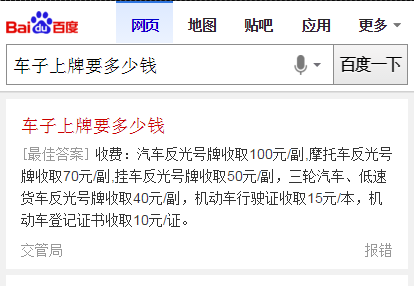 Bai 百度 网页 地图 贴吧 应用 更多
车子上牌要多少钱 百度一下
车子上牌要多少钱
[最佳答案] 收费：汽车反光号牌收取100元/副,摩托车反光号
牌收取70元/副,挂车反光号牌收取50元/副，三轮汽车、低速
货车反光号牌收取40元/副，机动车行驶证收取15元/本，机
动车登记证书收取10元/证。
交管局 报错